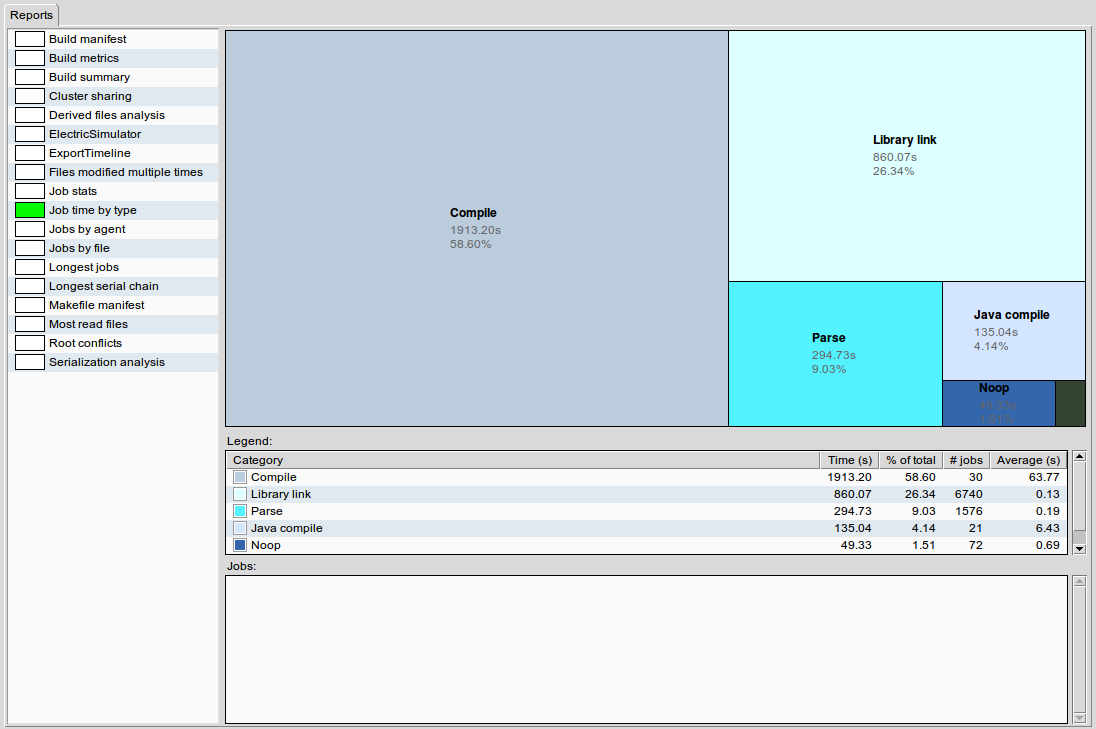 Reports
Build manifest
Build metrics
Build summary
Cluster sharing
Derived files analysis
ElectricSimulator
ExportTimeline
Files modified multiple times
Job stats
Job time by type
Jobs by agent
Jobs by file
Longest jobs
Longest serial chain
Makefile manifest
Most read files
Root conflicts
Serialization analysis
Compile
1913.20s
58.60%
Library link
860.07s
26.34%
Parse
294.73s
9.03%
Java compile
135.04s
4.14%
Noop
49.33s
1.51%
Legend:
Category Time (s) % of total # jobs Average (s)
Compile 1913.20 58.60 30 63.77
Library link 860.07 26.34 6740 0.13
Parse 294.73 9.03 1576 0.19
Java compile 135.04 4.14 21 6.43
Noop 49.33 1.51 72 0.69
Jobs: